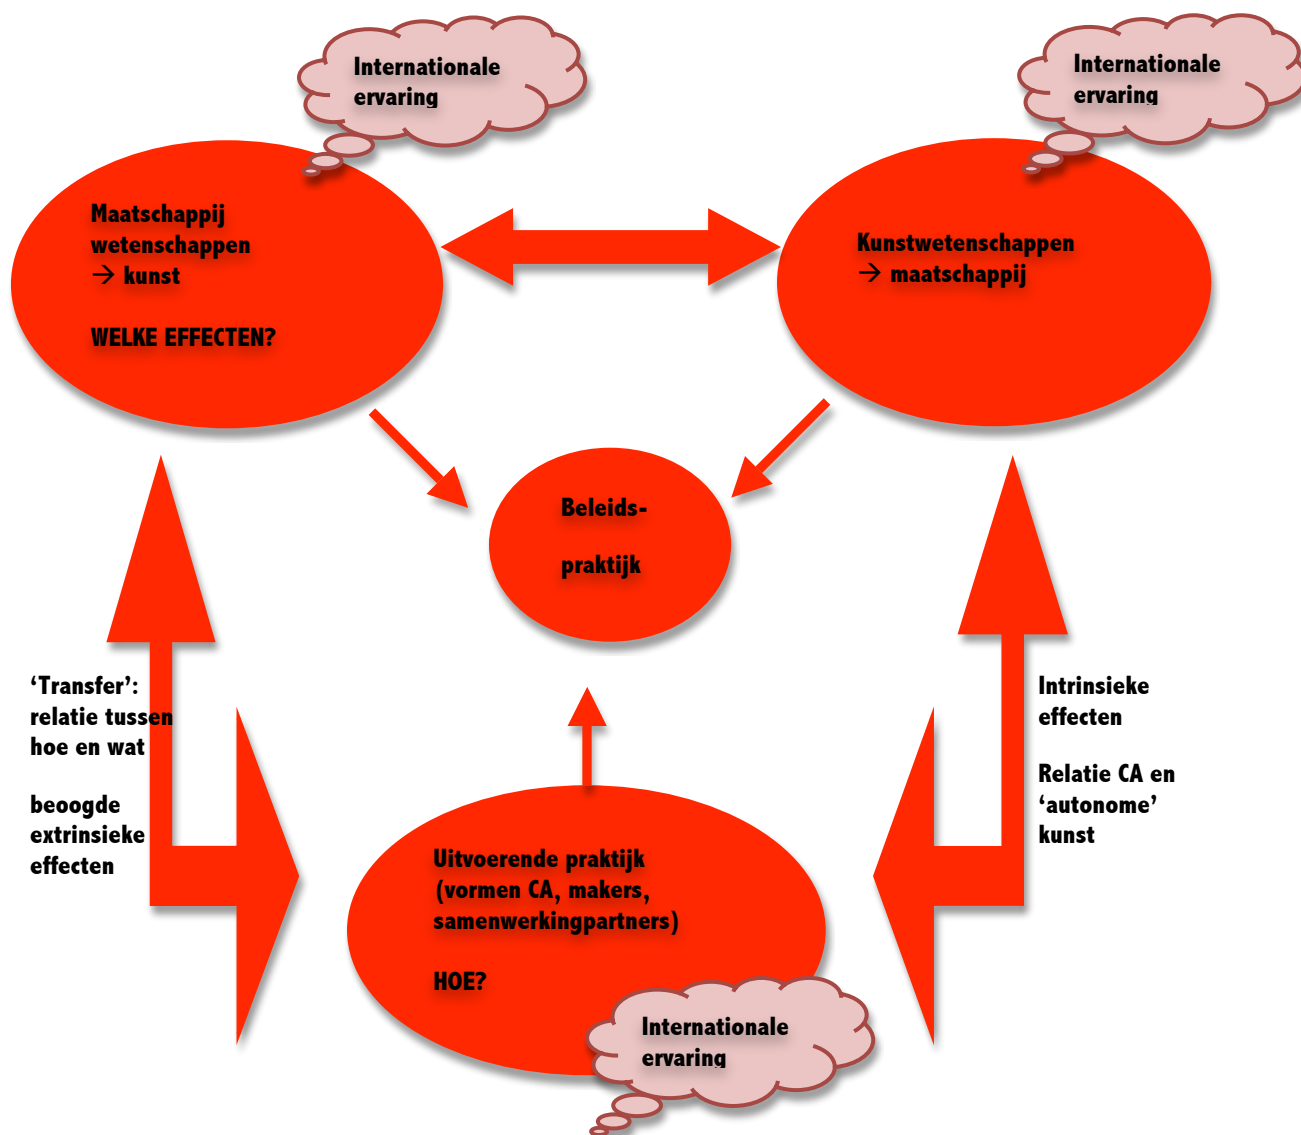 Internationale
ervaring
Internationale
ervaring
Maatschappij
wetenschappen
→ kunst
WELKE EFFECTEN?
Kunstwetenschappen
→ maatschappij
Beleids-
praktijk
‘Transfer’:
relatie tussen
hoe en wat
beoogde
extrinsieke
effecten
Intrinsieke
effecten
Relatie CA en
‘autonome’
kunst
Uitvoerende praktijk
(vormen CA, makers,
samenwerkingpartners)
HOE?
Internationale
ervaring